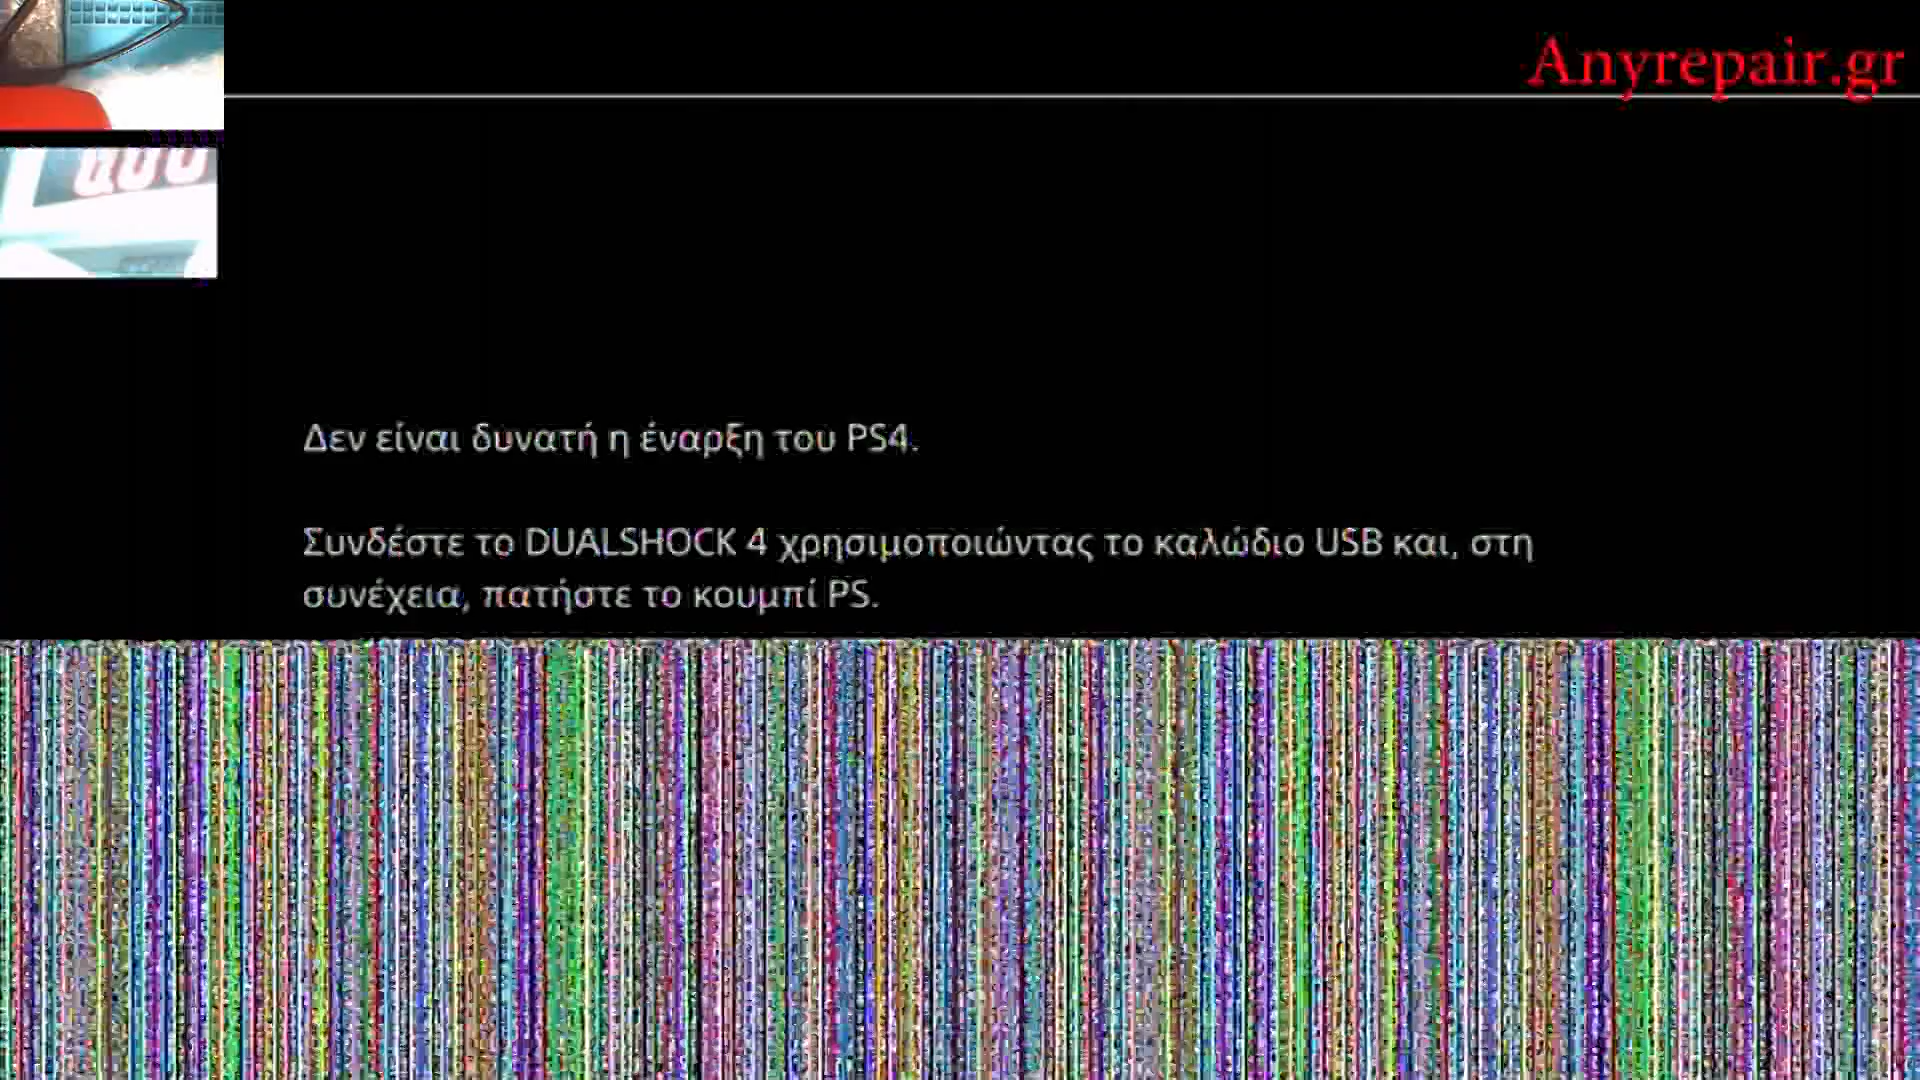 Anyrepair.gr
Δεν είναι δυνατή η έναρξη του PS4.
Συνδέστε το DUALSHOCK 4 χρησιμοποιώντας το καλώδιο USB και, στη
συνέχεια, πατήστε το κουμπί PS.